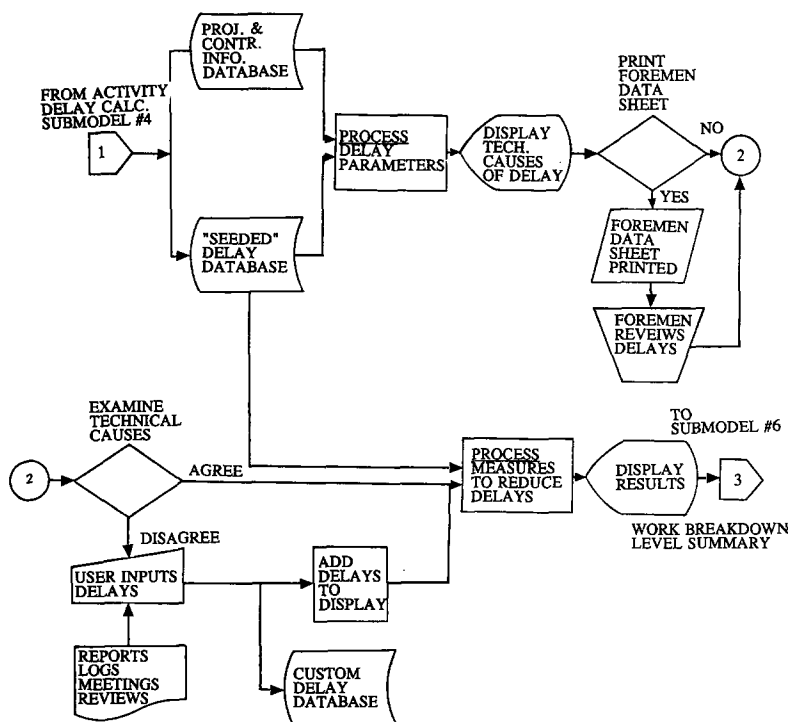 PROJ. &
CONTR.
INFO.
DATABASE
FROM ACTIVITY
DELAY CALC.
SUBMODEL #4
1
PROCESS
DELAY
PARAMETERS
DISPLAY
TECH.
CAUSES
OF DELAY
PRINT
FOREMEN
DATA
SHEET
NO
2
YES
"SEEDED"
DELAY
DATABASE
FOREMEN
DATA
SHEET
PRINTED
FOREMEN
REVEIWS
DELAYS
EXAMINE
TECHNICAL
CAUSES
2
AGREE
DISAGREE
PROCESS
MEASURES
TO REDUCE
DELAYS
TO
SUBMODEL #6
DISPLAY
RESULTS
3
WORK BREAKDOWN
LEVEL SUMMARY
USER INPUTS
DELAYS
ADD
DELAYS
TO
DISPLAY
REPORTS
LOGS
MEETINGS
REVIEWS
CUSTOM
DELAY
DATABASE